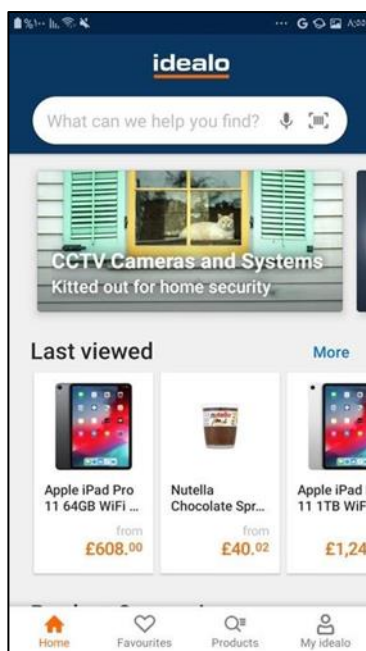 idealo
What can we help you find?
CCTV Cameras and Systems
Kitted out for home security
Last viewed
More
Apple iPad Pro
11 64GB WiFi ...
from
£608.00
Nutella
Chocolate Spr...
from
£40.02
Apple iPad
11 1TB WiF
£1,24
Home
Favourites
Products
My idealo